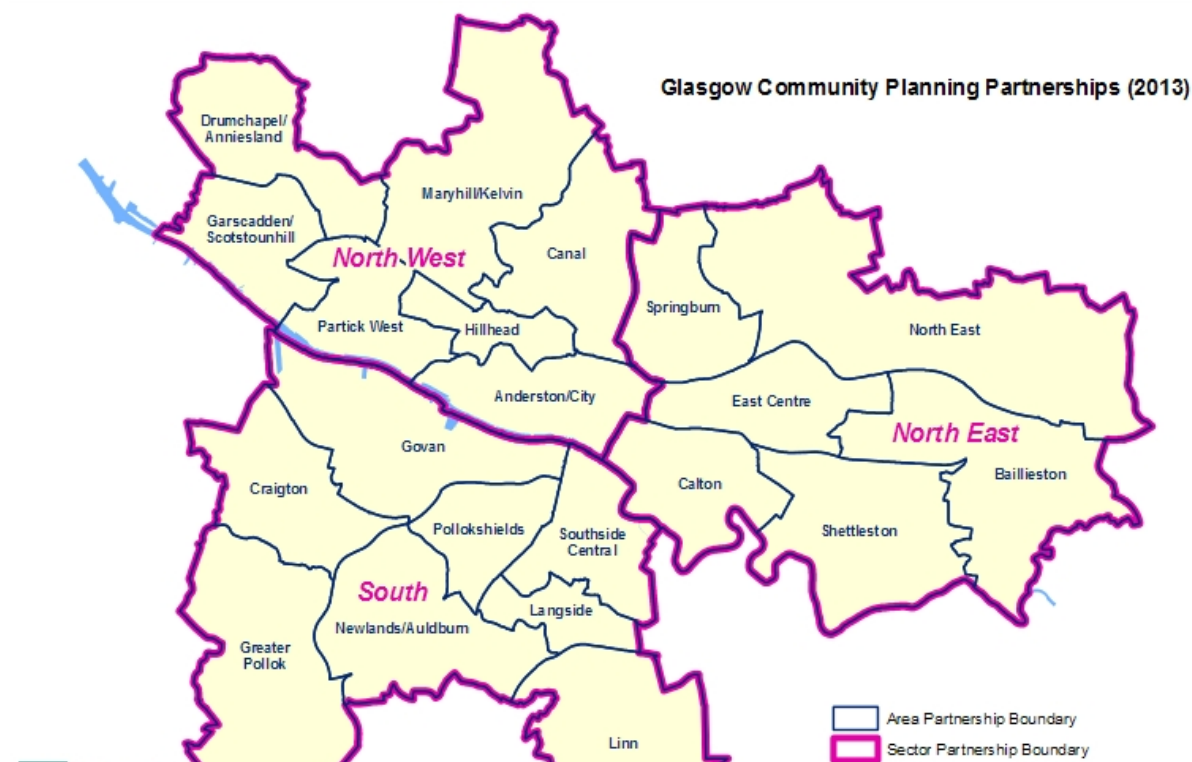 Glasgow Community Planning Partnerships (2013)
Drumchapel/
Anniesland
Maryhill/Kelvin
Garscadden/
Scotstounhill
North West
Canal
Springburn
Partick West
Hillhead
North East
Anderston/City
East Centre
North East
Govan
Baillieston
Craigton
Calton
Pollokshields
Southside
Central
Shettleston
South
Langside
Newlands/Auldburn
Greater
Pollok
Linn
Area Partnership Boundary
Sector Partnership Boundary